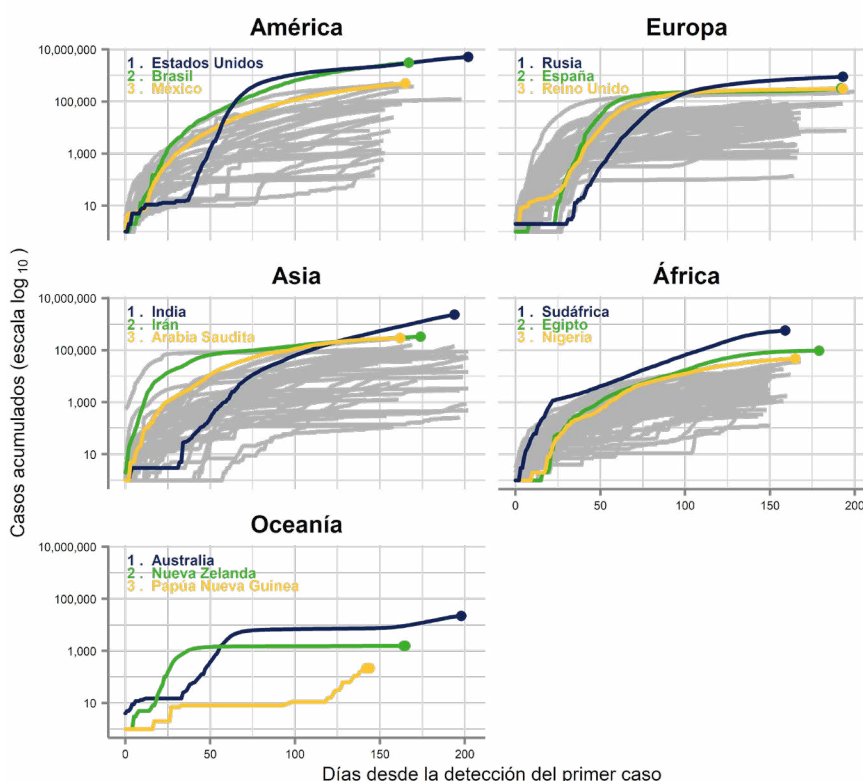 América
10,000,000
100,000
1,000
10
1 . Estados Unidos
2 . Brasil
3 . México
Europa
1 . Rusia
2 . España
3 . Reino Unido
Asia
10,000,000
100,000
1,000
10
1 . India
2 . Irán
3 . Arabia Saudita
África
1 . Sudáfrica
2 . Egipto
3 . Nigeria
0 50 100 150 200
Oceanía
10,000,000
100,000
1,000
10
1 . Australia
2 . Nueva Zelanda
3 . Papúa Nueva Guinea
0 50 100 150 200
Casos acumulados (escala log 10)
Días desde la detección del primer caso